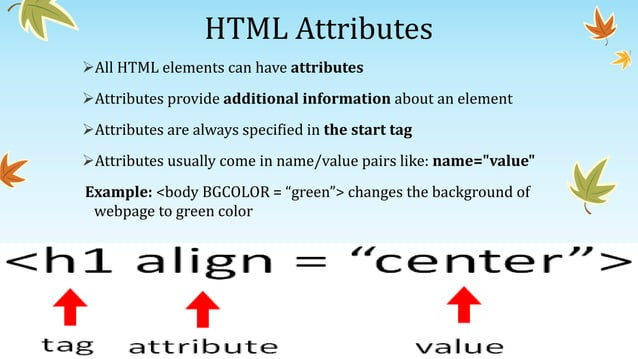 HTML Attributes
➢All HTML elements can have attributes
➢Attributes provide additional information about an element
➢Attributes are always specified in the start tag
➢Attributes usually come in name/value pairs like: name="value"
Example: <body BGCOLOR = “green”> changes the background of
webpage to green color
<h1 align = “center”>
tag attribute value